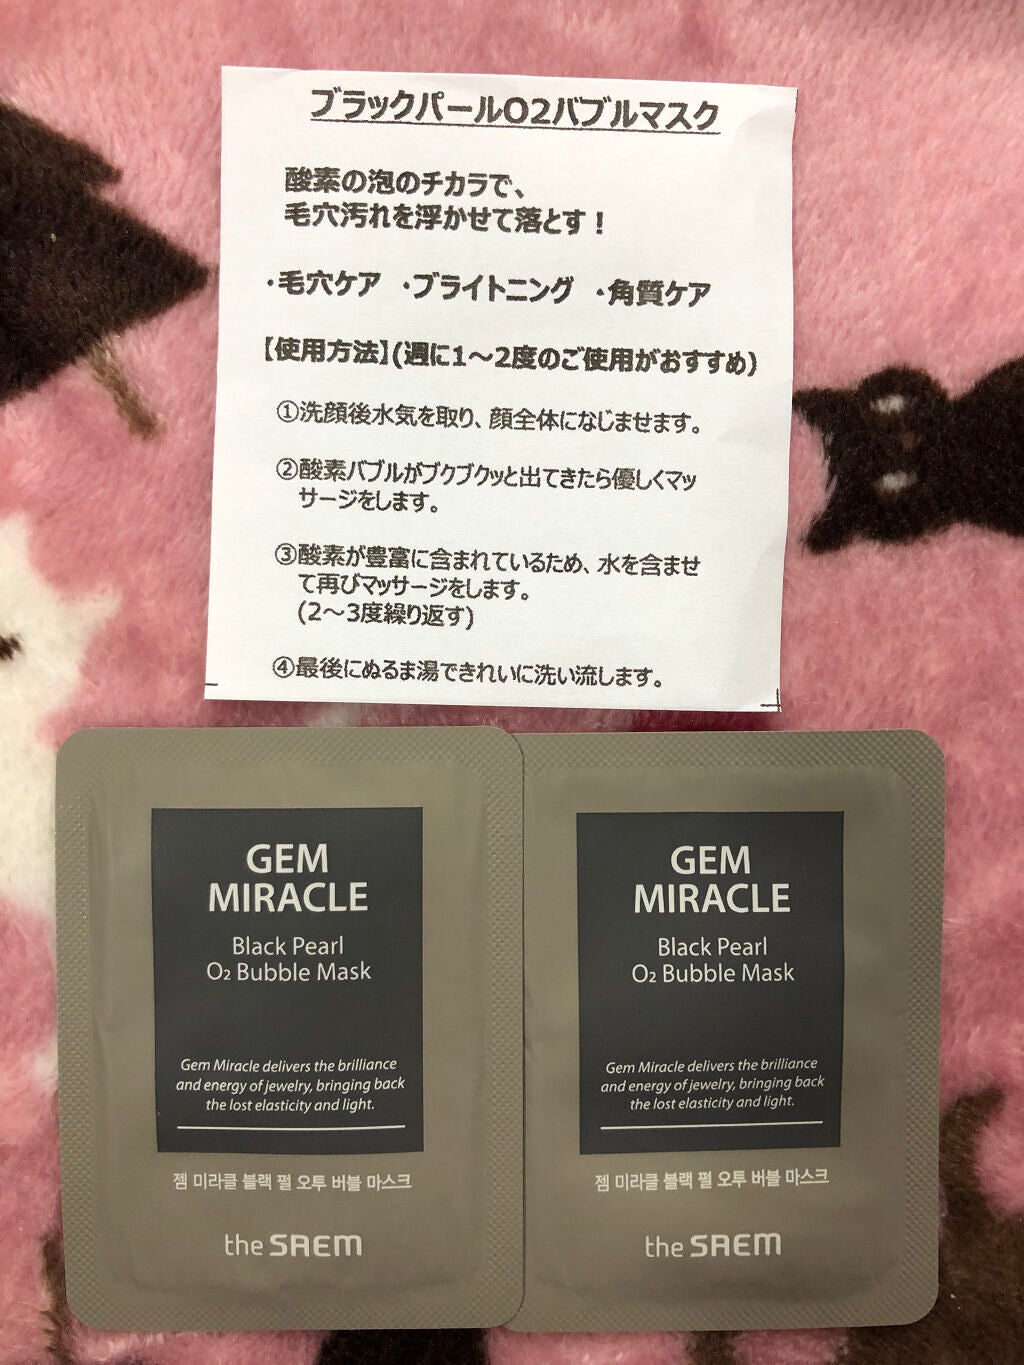 ブラックパールO2バブルマスク
酸素の泡のチカラで、
毛穴汚れを浮かせて落とす！
・毛穴ケア ・ブライトニング ・角質ケア
【使用方法】(週に1～2度のご使用がおすすめ)
①洗顔後水気を取り、顔全体になじませます。
②酸素バブルがブクブクッと出てきたら優しくマッ
サージをします。
③酸素が豊富に含まれているため、水を含ませ
て再びマッサージをします。
(2～3度繰り返す)
④最後にぬるま湯できれいに洗い流します。
GEM
MIRACLE
Black Pearl
O2 Bubble Mask
Gem Miracle delivers the brilliance
and energy of jewelry, bringing back
the lost elasticity and light.
젬 미라클 블랙 펄 오투 버블 마스크
the SAEM
GEM
MIRACLE
Black Pearl
O2 Bubble Mask
Gem Miracle delivers the brilliance
and energy of jewelry, bringing back
the lost elasticity and light.
젬 미라클 블랙 펄 오투 버블 마스크
the SAEM